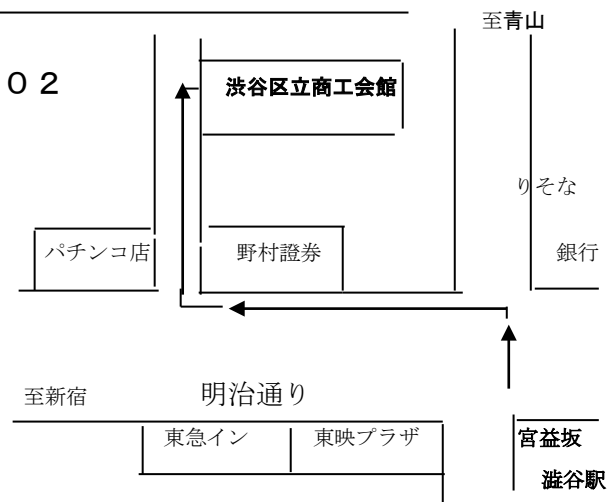 至青山
０２
渋谷区立商工会館
りそな
パチンコ店
野村證券
銀行
至新宿
明治通り
東急イン
東映プラザ
宮益坂
澁谷駅